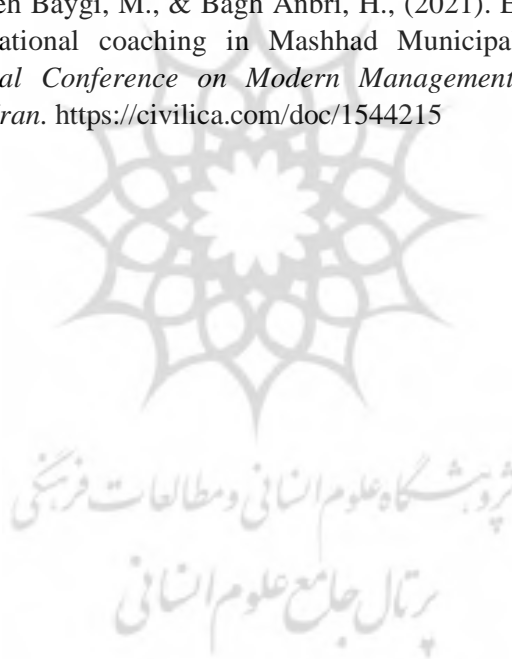 eh Baygi, M., & Bagh Anbri, H., (2021). E
ational coaching in Mashhad Municipa
al Conference on Modern Management
ran. https://civilica.com/doc/1544215
پژوهشگاه علوم انسانی و مطالعات فرهنگی
پرتال جامع علوم انسانی